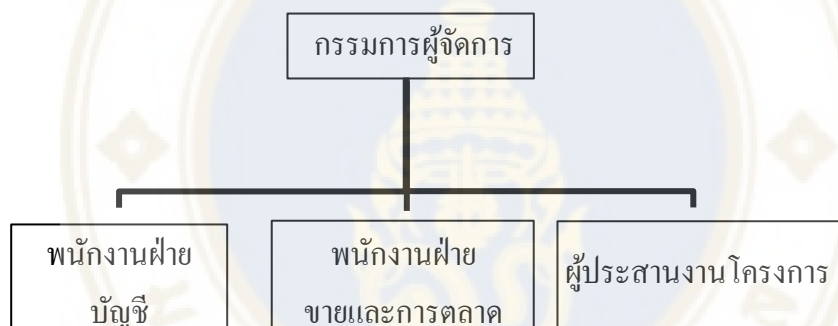 กรรมการผู้จัดการ
พนักงานฝ่าย
บัญชี
พนักงานฝ่าย
ขายและการตลาด
ผู้ประสานงานโครงการ